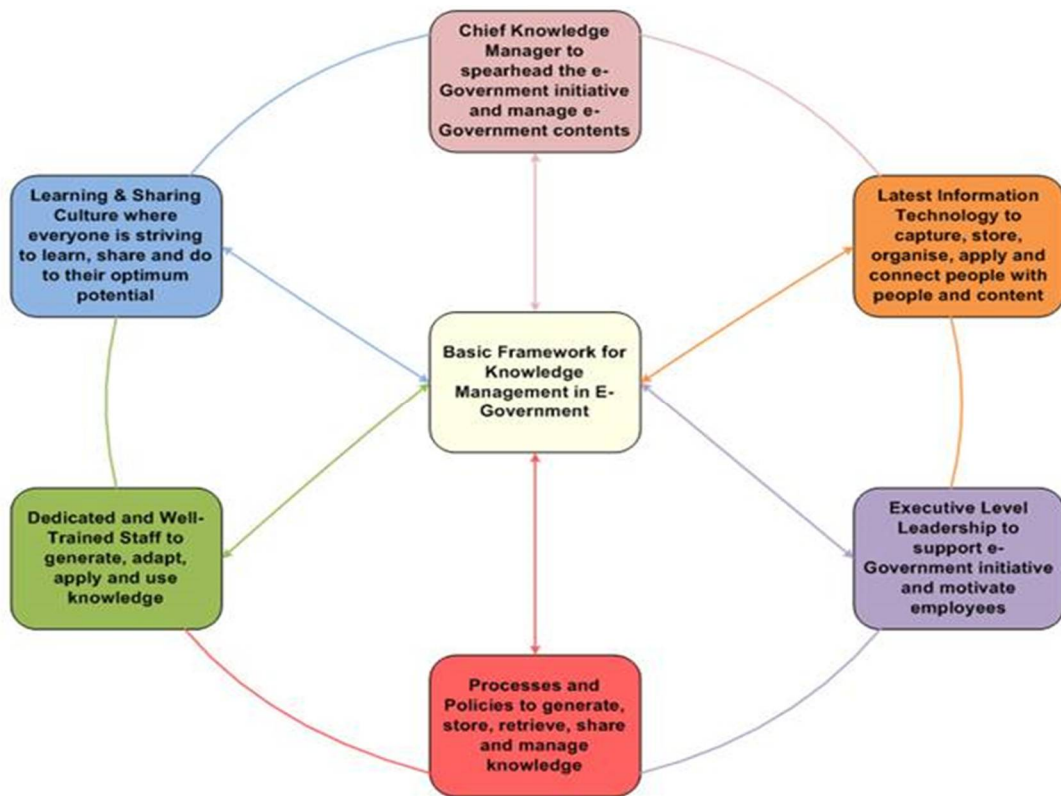 Chief Knowledge
Manager to
spearhead the e-
Government initiative
and manage e-
Government contents
Learning & Sharing
Culture where
everyone is striving
to learn, share and do
to their optimum
potential
Latest Information
Technology to
capture, store,
organise, apply and
connect people with
people and content
Basic Framework for
Knowledge
Management in E-
Government
Dedicated and Well-
Trained Staff to
generate, adapt,
apply and use
knowledge
Executive Level
Leadership to
support e-
Government initiative
and motivate
employees
Processes and
Policies to generate,
store, retrieve, share
and manage
knowledge